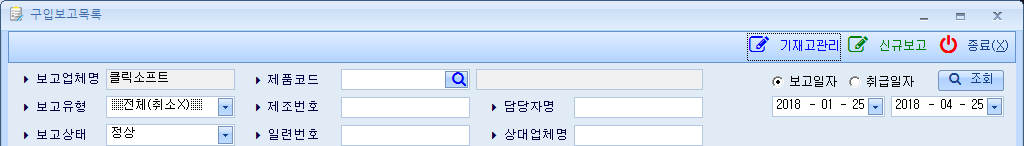 구입보고목록
기재고관리 신규보고 종료(X)
보고업체명 클릭소프트 제품코드 보고일자 취급일자 조회
보고유형 ▒전체(취소X)▒ 제조번호 담당자명 2018 - 01 - 25 2018 - 04 - 25
보고상태 정상 일련번호 상대업체명